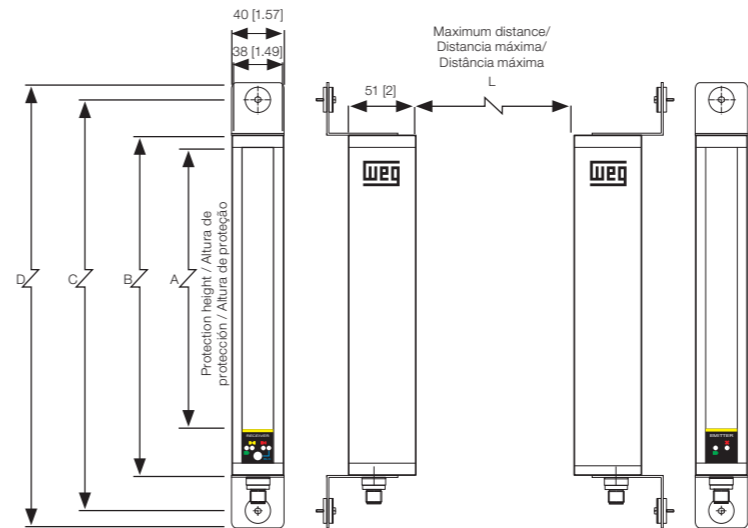 40 [1.57]
38 [1.49]
Maximum distance/
Distancia máxima/
Distância máxima
L
51 [2]
weg
weg
D
C
B
A
Protection height / Altura de
protección / Altura de proteção
RECEIVER
EMITTER